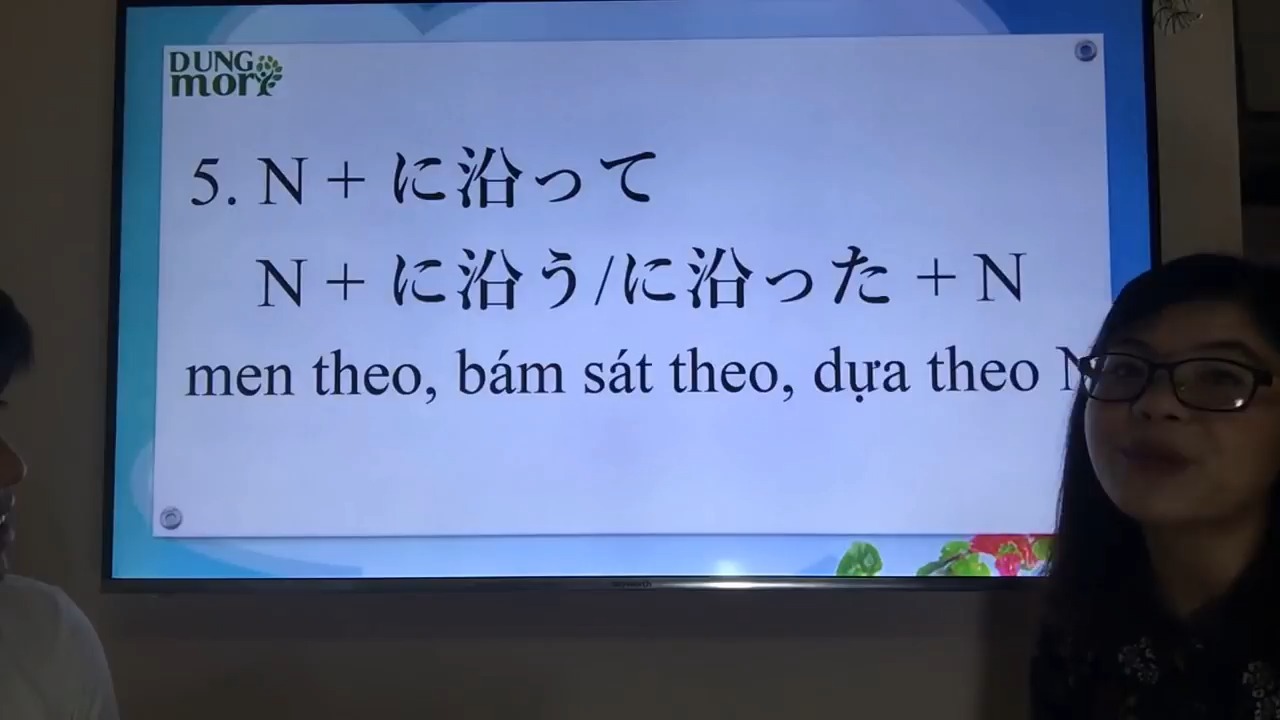 DUNG
mori
5. N + に沿って
N + に沿う/に沿った + N
men theo, bám sát theo, dựa theo N
skyworth